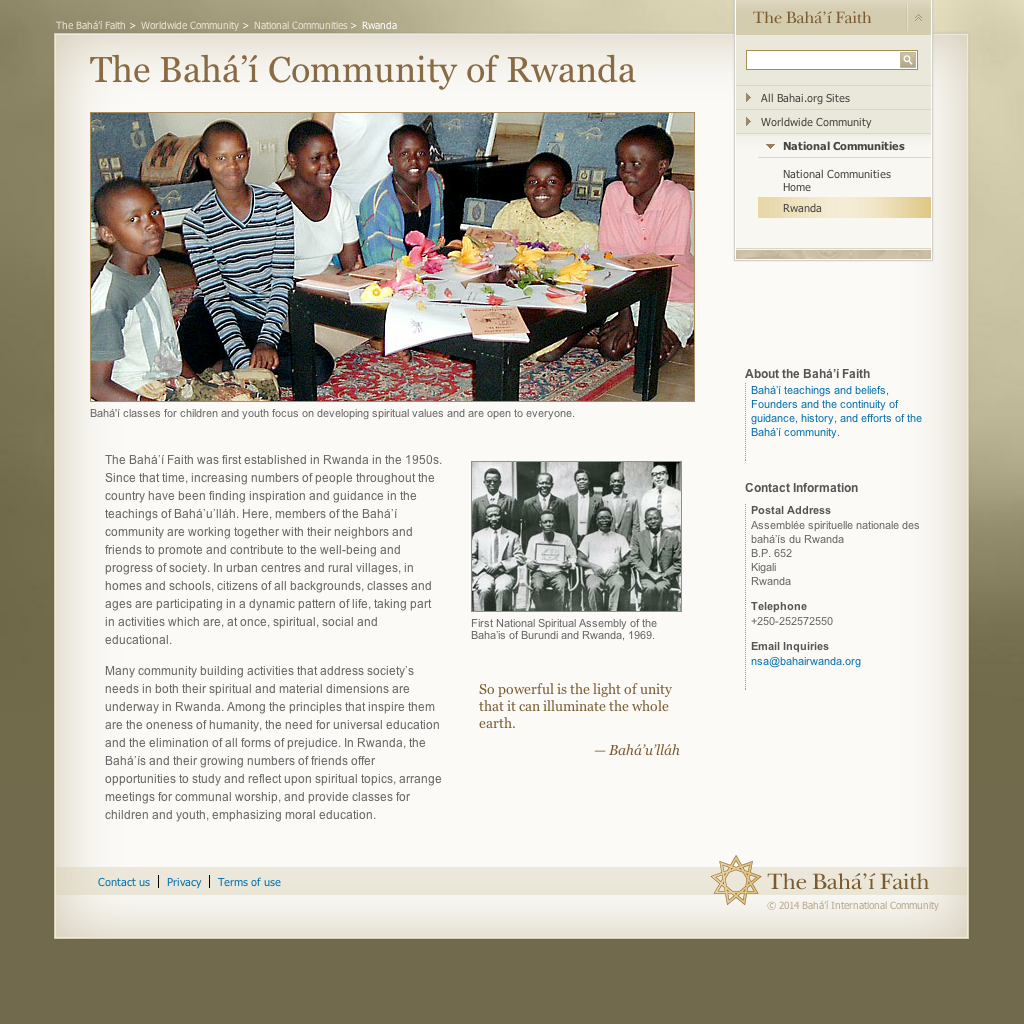 The Bahá’í Faith > Worldwide Community > National Communities > Rwanda
The Bahá’í Faith
The Bahá’í Community of Rwanda
All Bahai.org Sites
Worldwide Community
National Communities
National Communities
Home
Rwanda
Bahá'í classes for children and youth focus on developing spiritual values and are open to everyone.
The Bahá’í Faith was first established in Rwanda in the 1950s.
Since that time, increasing numbers of people throughout the
country have been finding inspiration and guidance in the
teachings of Bahá’u’lláh. Here, members of the Bahá’í
community are working together with their neighbors and
friends to promote and contribute to the well-being and
progress of society. In urban centres and rural villages, in
homes and schools, citizens of all backgrounds, classes and
ages are participating in a dynamic pattern of life, taking part
in activities which are, at once, spiritual, social and
educational.
Many community building activities that address society’s
needs in both their spiritual and material dimensions are
underway in Rwanda. Among the principles that inspire them
are the oneness of humanity, the need for universal education
and the elimination of all forms of prejudice. In Rwanda, the
Bahá’ís and their growing numbers of friends offer
opportunities to study and reflect upon spiritual topics, arrange
meetings for communal worship, and provide classes for
children and youth, emphasizing moral education.
First National Spiritual Assembly of the
Baha’is of Burundi and Rwanda, 1969.
So powerful is the light of unity
that it can illuminate the whole
earth.
— Bahá’u’lláh
About the Bahá’í Faith
Bahá’í teachings and beliefs,
Founders and the continuity of
guidance, history, and efforts of the
Bahá’í community.
Contact Information
Postal Address
Assemblée spirituelle nationale des
bahá’ís du Rwanda
B.P. 652
Kigali
Rwanda
Telephone
+250-252572550
Email Inquiries
nsa@bahairwanda.org
Contact us | Privacy | Terms of use
The Bahá’í Faith
© 2014 Bahá’í International Community